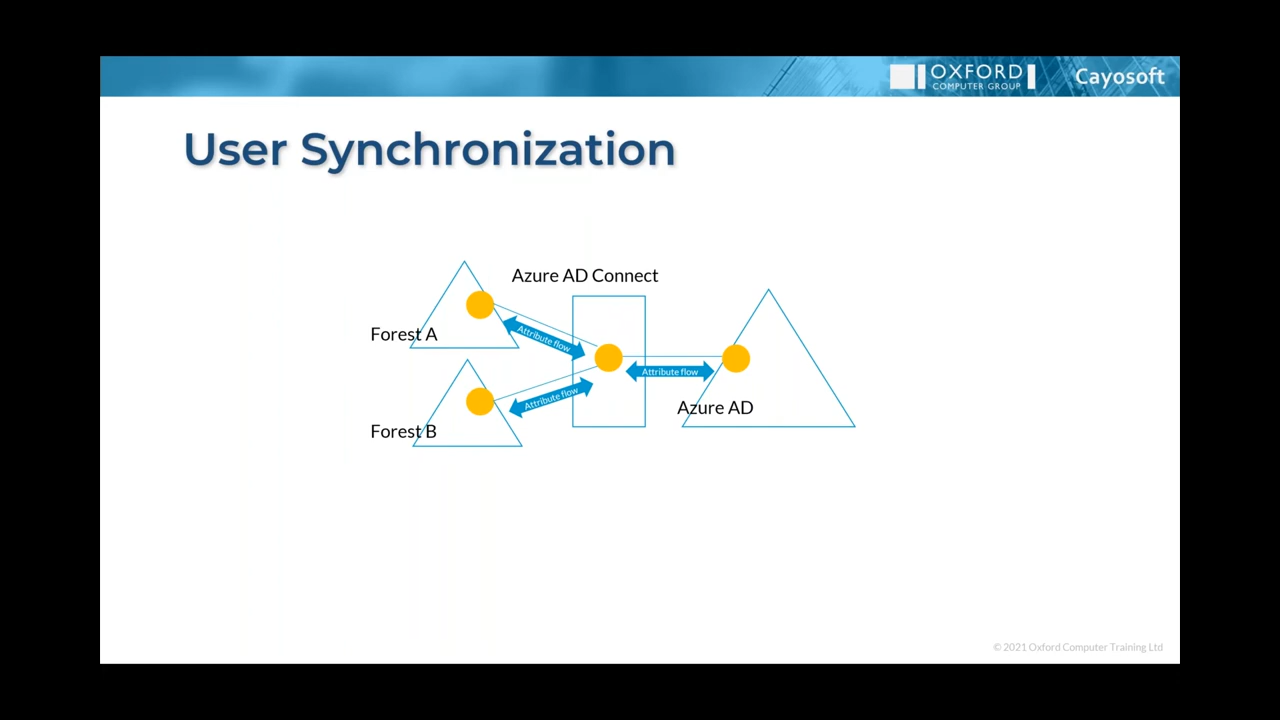 OXFORD
COMPUTER GROUP
Cayosoft
User Synchronization
Azure AD Connect
Forest A
Attribute flow
Attribute flow
Attribute flow
Azure AD
Forest B
© 2021 Oxford Computer Training Ltd